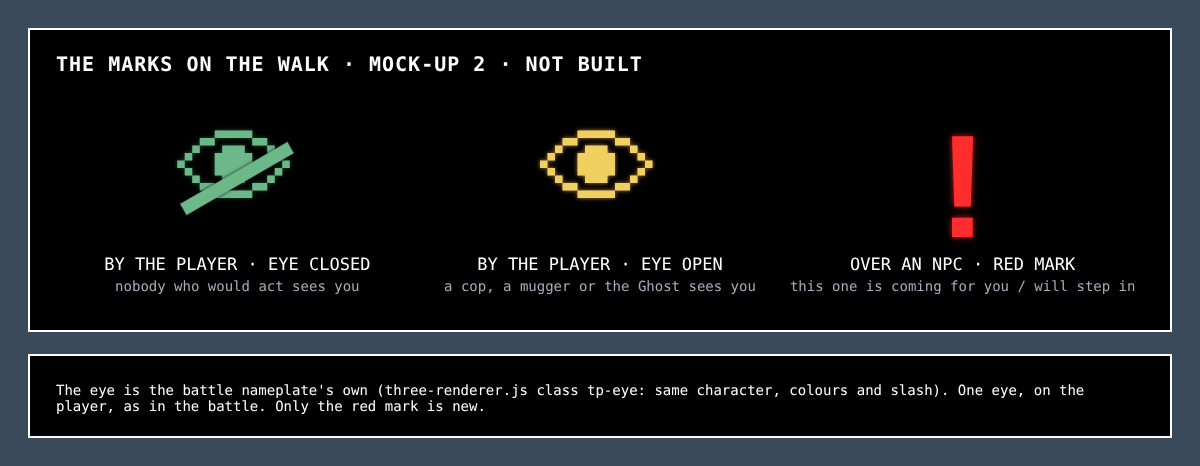 THE MARKS ON THE WALK · MOCK-UP 2 · NOT BUILT
!
BY THE PLAYER · EYE CLOSED
nobody who would act sees you
BY THE PLAYER · EYE OPEN
a cop, a mugger or the Ghost sees you
OVER AN NPC · RED MARK
this one is coming for you / will step in
The eye is the battle nameplate's own (three-renderer.js class tp-eye: same character, colours and slash). One eye, on the
player, as in the battle. Only the red mark is new.